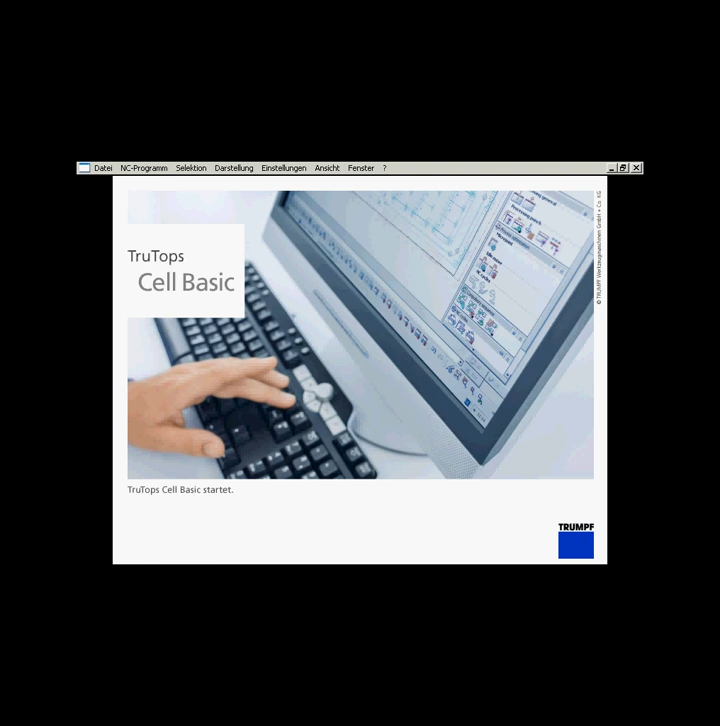 Datei NC-Programm Selektion Darstellung Einstellungen Ansicht Fenster ?
© TRUMPF Werkzeugmaschinen GmbH + Co. KG
TruTops
Cell Basic
TruTops Cell Basic startet.
TRUMPF